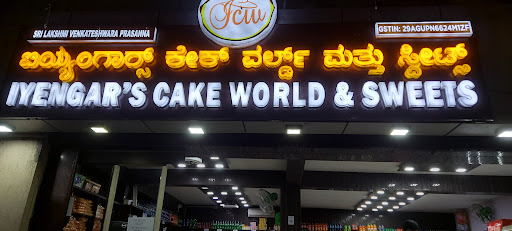 Icw
SRI LAKSHMI VENKATESHWARA PRASANNA
GSTIN: 29AGUPN6624M1ZF
ಐಯ್ಯಂಗಾರ್ಸ್ ಕೇಕ್ ವರ್ಲ್ಡ್ ಮತ್ತು ಸ್ವೀಟ್ಸ್
IYENGAR'S CAKE WORLD & SWEETS